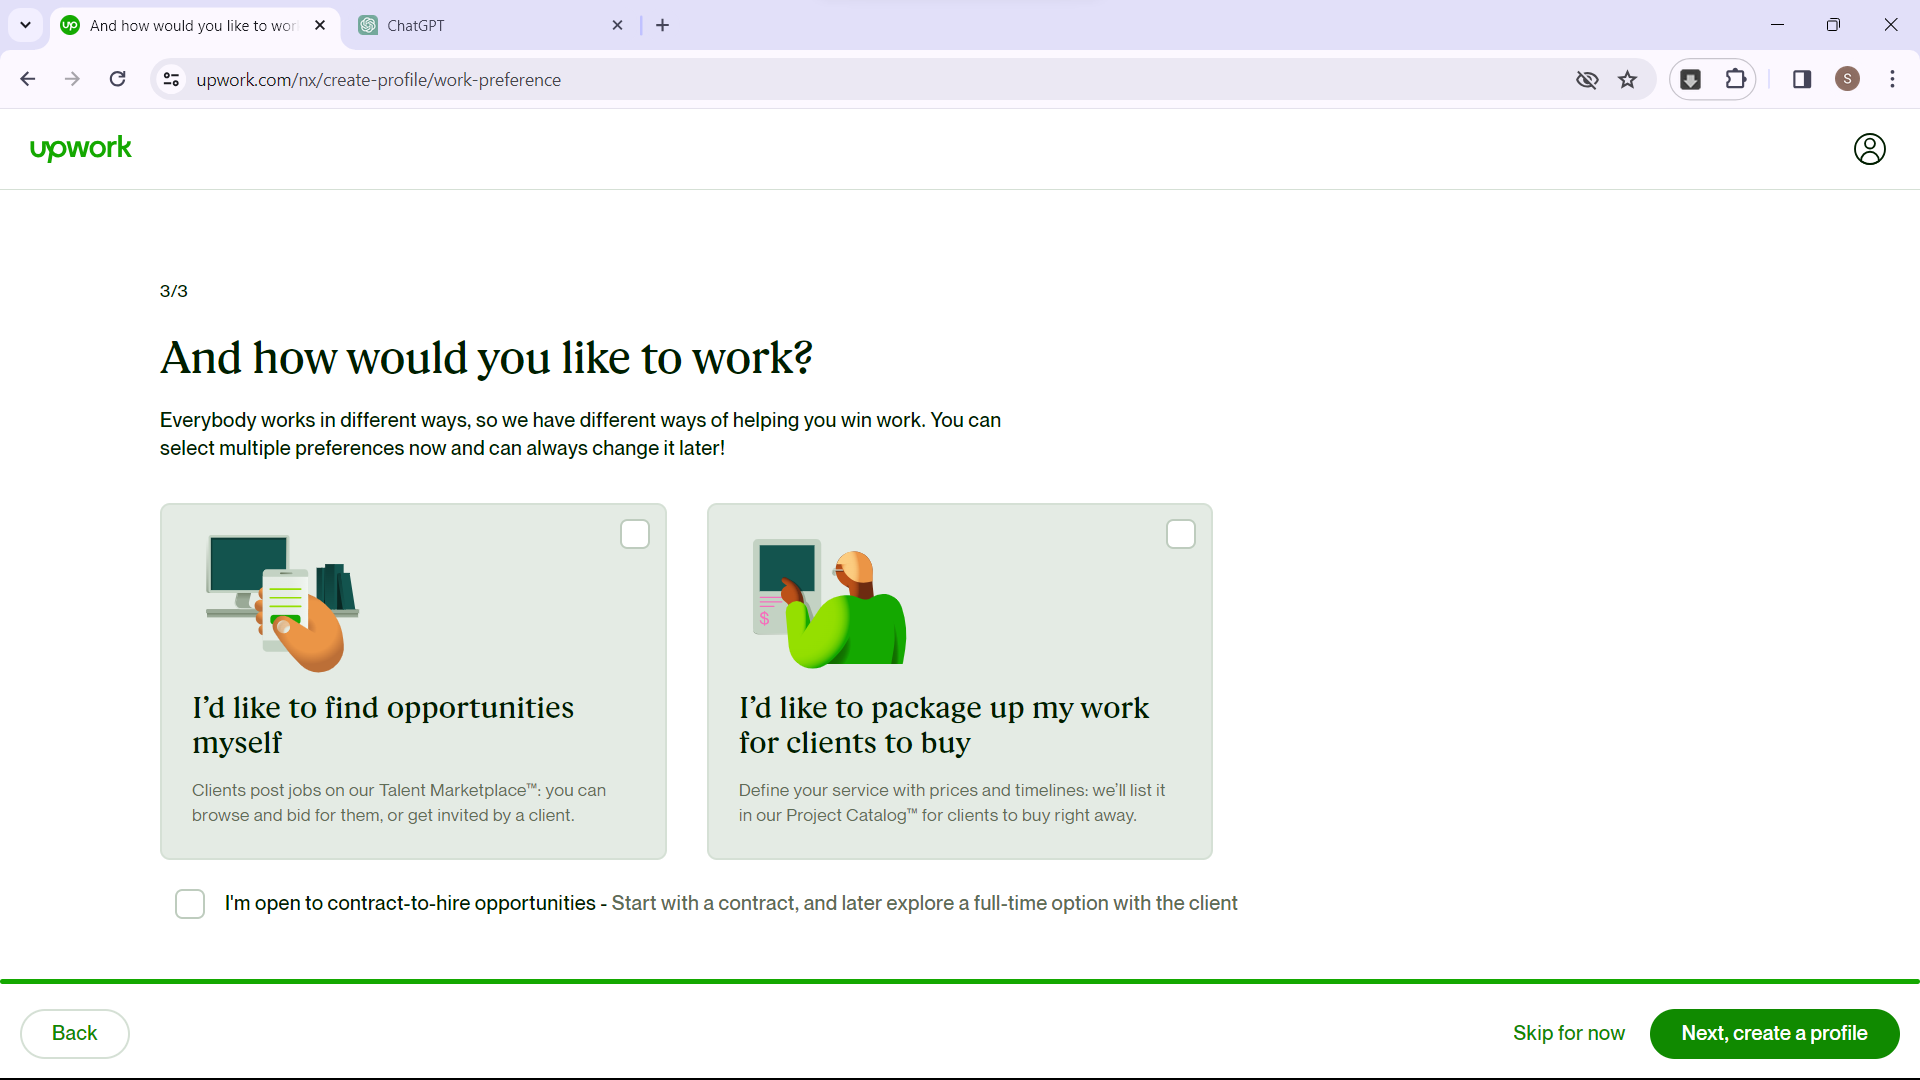 And how would you like to wor
ChatGPT
upwork.com/nx/create-profile/work-preference
S
upwork
3/3
And how would you like to work?
Everybody works in different ways, so we have different ways of helping you win work. You can
select multiple preferences now and can always change it later!
$
I'd like to find opportunities
myself
Clients post jobs on our Talent Marketplace™: you can
browse and bid for them, or get invited by a client.
I'd like to package up my work
for clients to buy
Define your service with prices and timelines: we'll list it
in our Project Catalog™ for clients to buy right away.
I'm open to contract-to-hire opportunities - Start with a contract, and later explore a full-time option with the client
Back
Skip for now
Next, create a profile